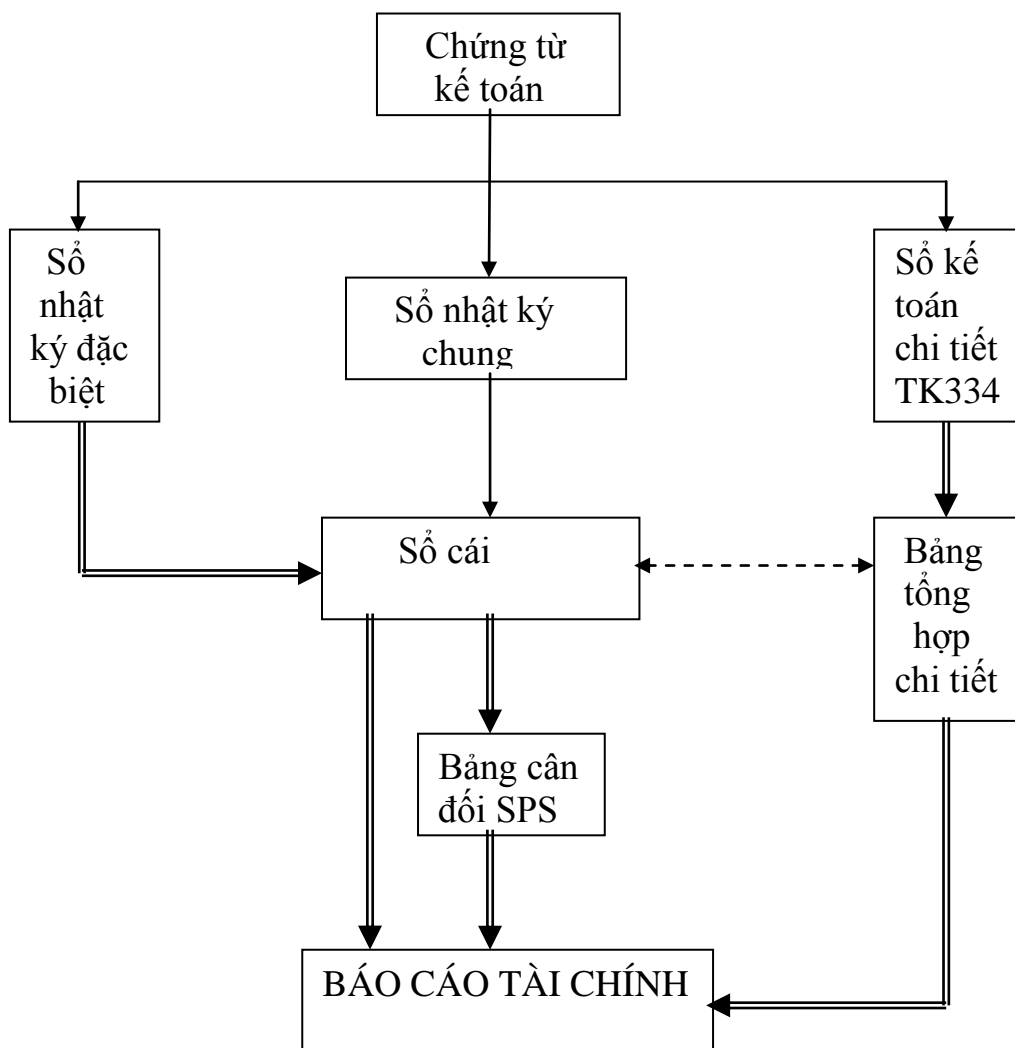 Chứng từ
kế toán
Sổ
nhật
ký đặc
biệt
Sổ nhật ký
chung
Sổ kế
toán
chi tiết
TK334
Sổ cái
Bảng
tổng
hợp
chi tiết
Bảng cân
đối SPS
BÁO CÁO TÀI CHÍNH